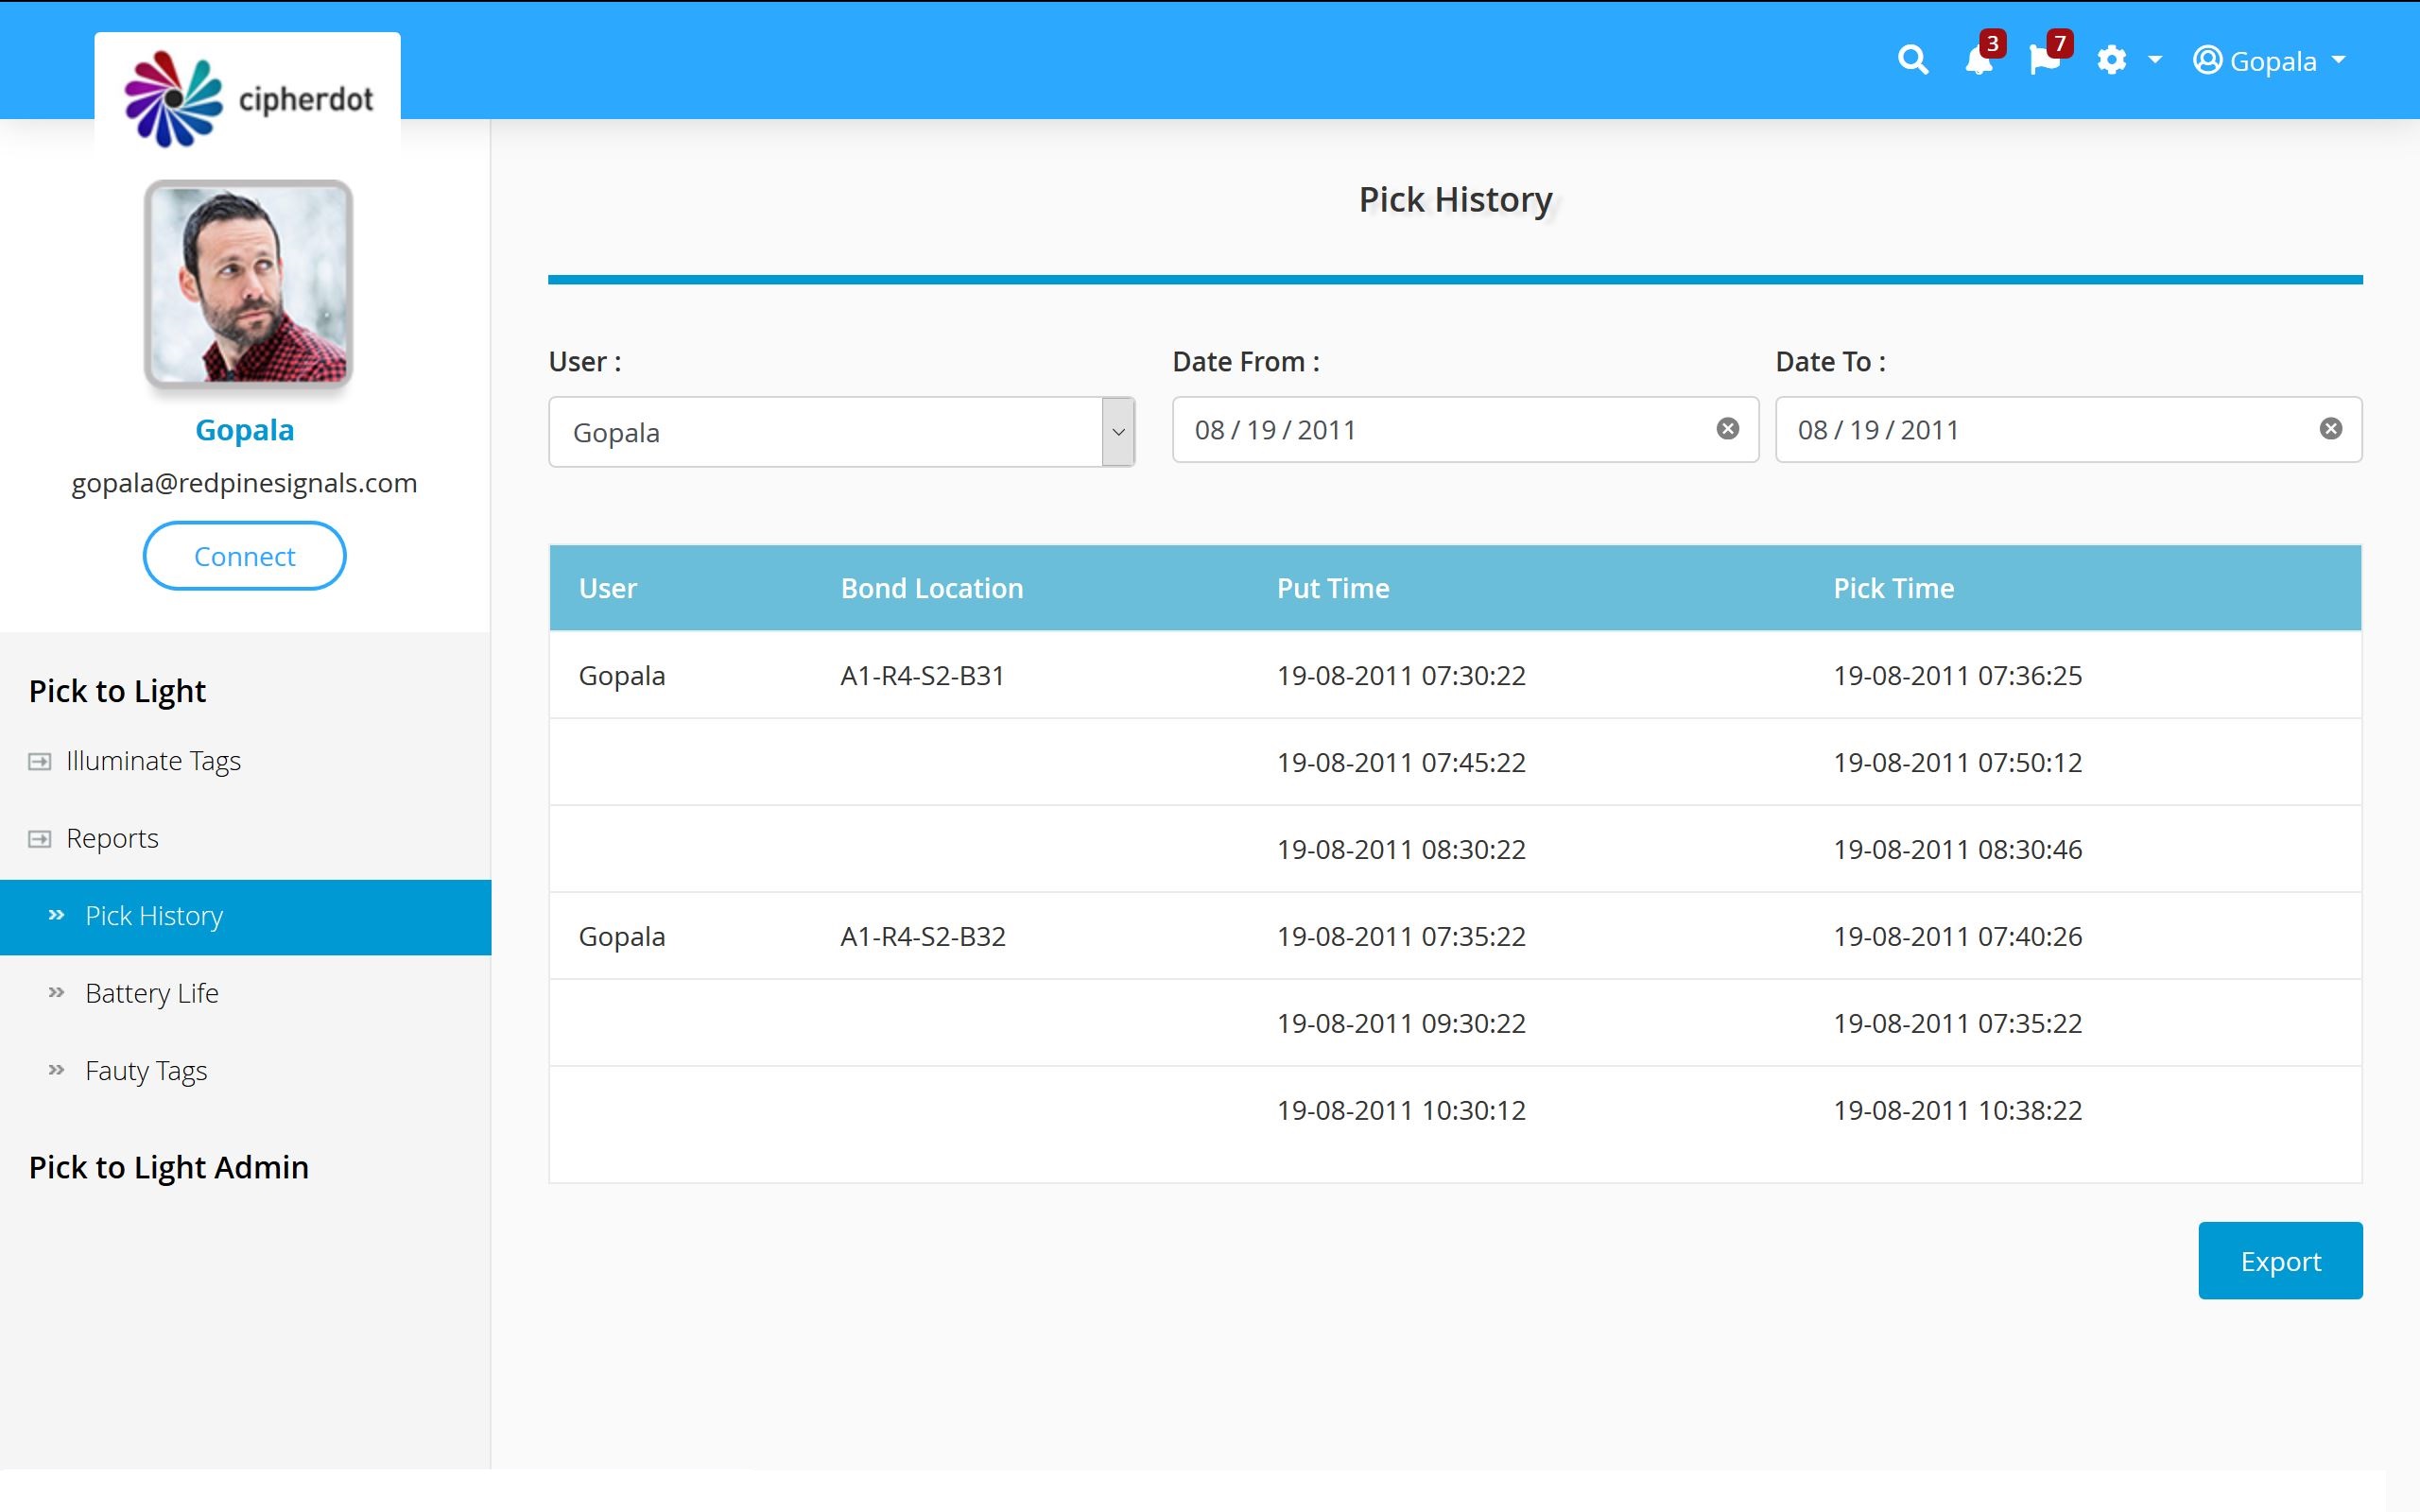 cipherdot
3
7
Gopala
Gopala
gopala@redpinesignals.com
Connect
Pick to Light
Illuminate Tags
Reports
Pick History
Battery Life
Fauty Tags
Pick to Light Admin
Pick History
User :
Date From :
Date To :
Gopala
08 / 19 / 2011
08 / 19 / 2011
User Bond Location Put Time Pick Time
Gopala A1-R4-S2-B31 19-08-2011 07:30:22 19-08-2011 07:36:25
19-08-2011 07:45:22 19-08-2011 07:50:12
19-08-2011 08:30:22 19-08-2011 08:30:46
Gopala A1-R4-S2-B32 19-08-2011 07:35:22 19-08-2011 07:40:26
19-08-2011 09:30:22 19-08-2011 07:35:22
19-08-2011 10:30:12 19-08-2011 10:38:22
Export